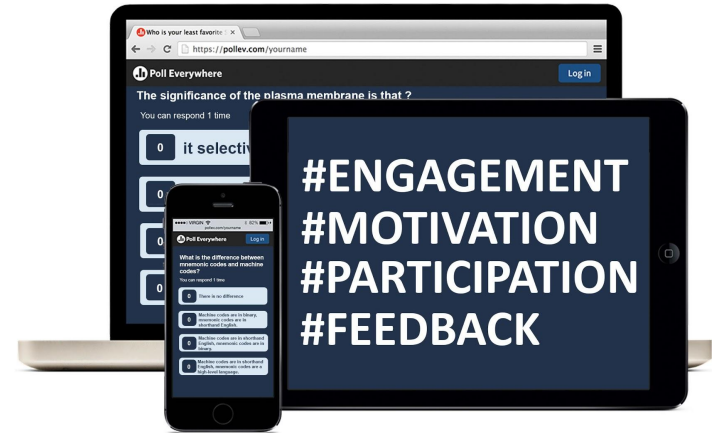 Who is your least favorite
https://pollev.com/yourname
Poll Everywhere
Log in
The significance of the plasma membrane is that ?
You can respond 1 time
0 it selectiv
0
0
0
#ENGAGEMENT
#MOTIVATION
#PARTICIPATION
#FEEDBACK
VIRGIN
82%
pollev.com/yourname
Poll Everywhere
Log in
What is the difference between
mnemonic codes and machine
codes?
You can respond 1 time
0 There is no difference
0 Machine codes are in binary,
mnemonic codes are in
shorthand English.
0 Machine codes are in shorthand
English, mnemonic codes are in
binary.
0 Machine codes are in shorthand
English, mnemonic codes are a
high-level language.